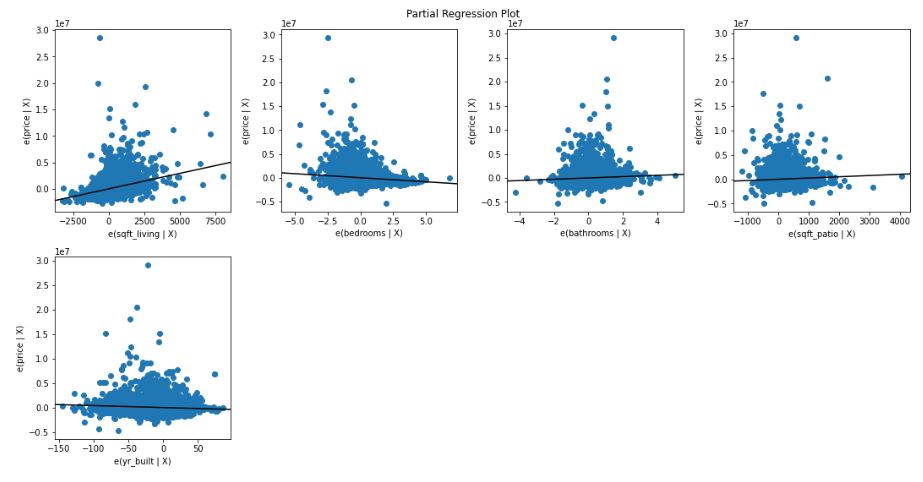 Partial Regression Plot
1e7
3.0
2.5
2.0
1.5
1.0
0.5
0.0
e(price | X)
−2500 0 2500 5000 7500
e(sqft_living | X)
1e7
3.0
2.5
2.0
1.5
1.0
0.5
0.0
−0.5
e(price | X)
−5.0 −2.5 0.0 2.5 5.0
e(bedrooms | X)
1e7
3.0
2.5
2.0
1.5
1.0
0.5
0.0
−0.5
e(price | X)
−4 −2 0 2 4
e(bathrooms | X)
1e7
3.0
2.5
2.0
1.5
1.0
0.5
0.0
−0.5
e(price | X)
−1000 0 1000 2000 3000 4000
e(sqft_patio | X)
1e7
3.0
2.5
2.0
1.5
1.0
0.5
0.0
−0.5
e(price | X)
−150 −100 −50 0 50
e(yr_built | X)